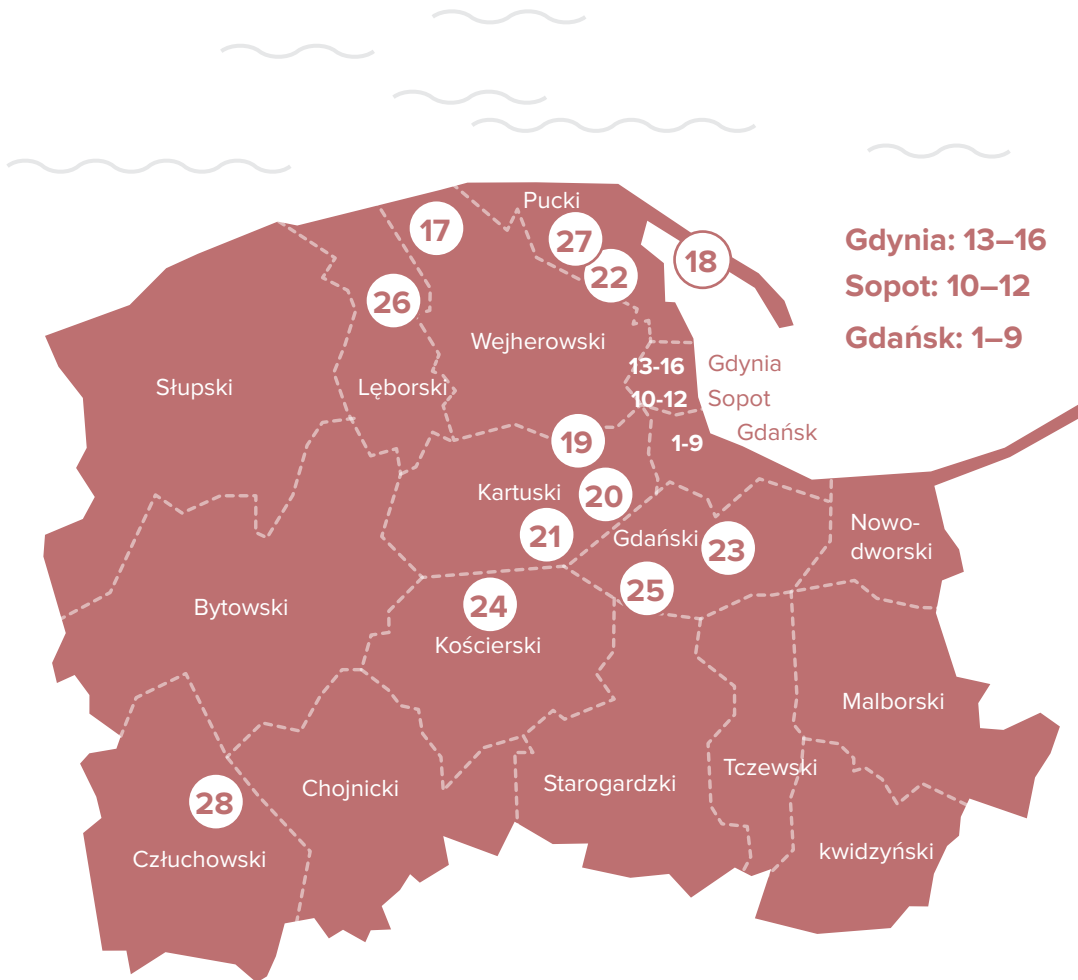 Pucki
17
27
18
Gdynia: 13–16
22
Sopot: 10–12
26
Gdańsk: 1–9
Wejherowski
13-16
Gdynia
Słupski
Lęborski
10-12
Sopot
19
1-9
Gdańsk
Kartuski
20
21
Gdański
23
Nowo-
dworski
24
25
Bytowski
Kościerski
Malborski
Chojnicki
Starogardzki
Tczewski
28
Człuchowski
kwidzyński